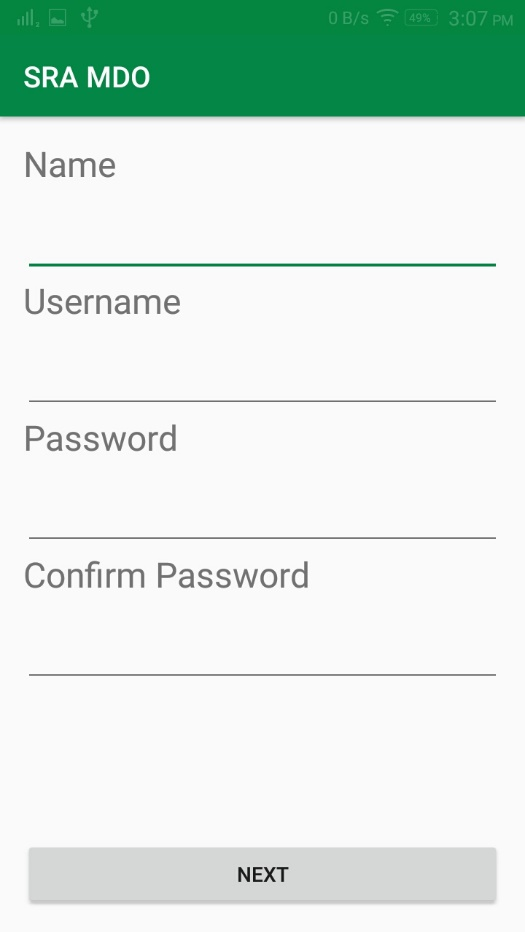 0 B/s 49% 3:07 PM
SRA MDO
Name
Username
Password
Confirm Password
NEXT